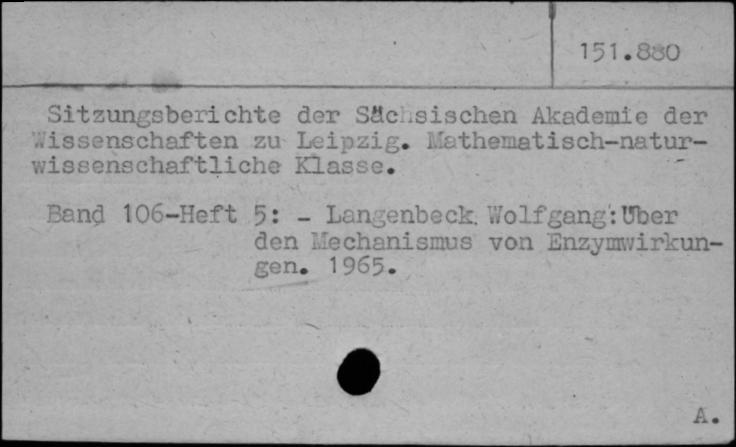 151.880
Sitzungsberichte der Sächsischen Akademie der
Wissenschaften zu Leipzig. Mathematisch-natur-
wissenschaftliche Klasse.
Band 106-Heft 5: - Langenbeck, Wolfgang: Über
den Mechanismus von Enzymwirkun-
gen. 1965.
A.